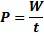 P = W/t